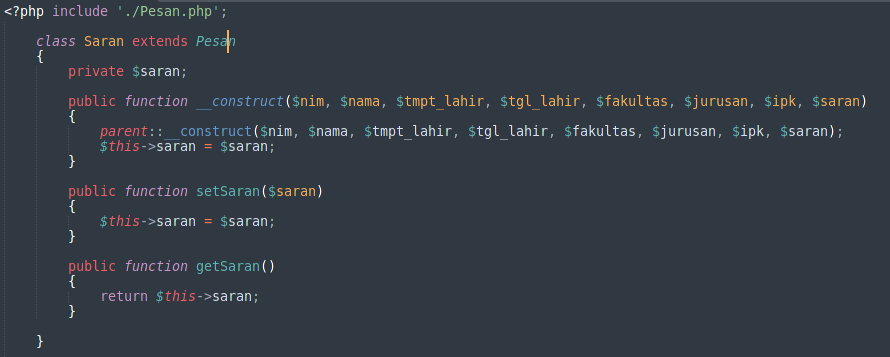 <?php include './Pesan.php';
class Saran extends Pesan
{
private $saran;
public function __construct($nim, $nama, $tmpt_lahir, $tgl_lahir, $fakultas, $jurusan, $ipk, $saran)
{
parent::__construct($nim, $nama, $tmpt_lahir, $tgl_lahir, $fakultas, $jurusan, $ipk, $saran);
$this->saran = $saran;
}
public function setSaran($saran)
{
$this->saran = $saran;
}
public function getSaran()
{
return $this->saran;
}
}